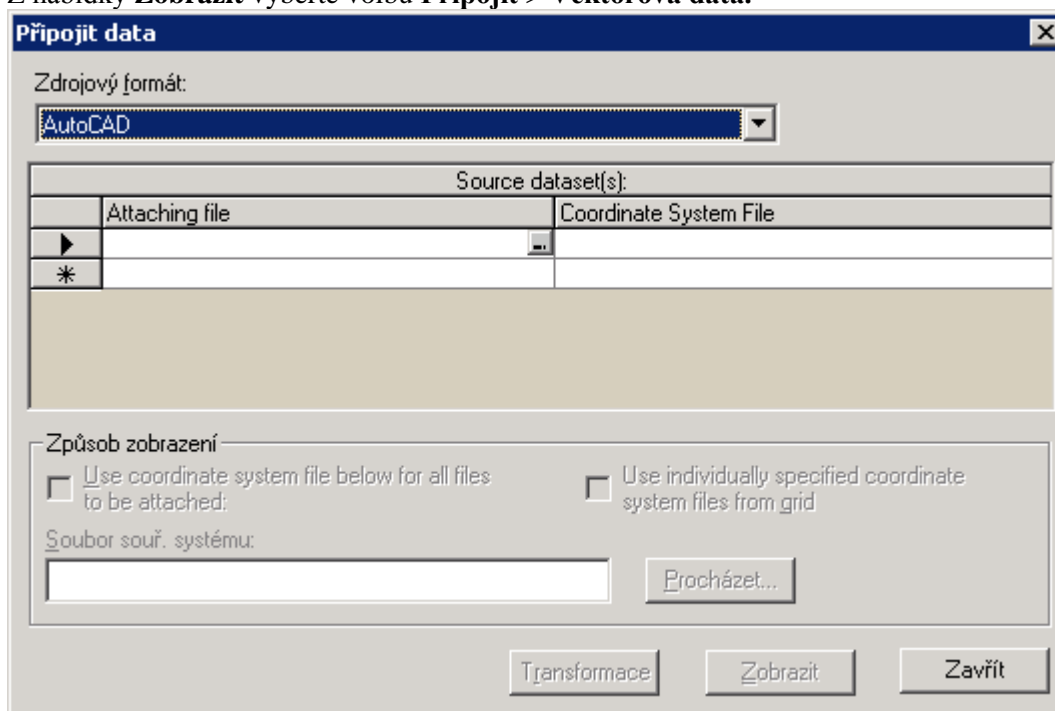 Z nabídky Zobrazit vyberte volbu Připojit > Vektorová data.
Připojit data
Zdrojový formát:
AutoCAD
Source dataset(s):
Attaching file Coordinate System File
Způsob zobrazení
Use coordinate system file below for all files
to be attached:
Use individually specified coordinate
system files from grid
Soubor souř. systému:
Procházet...
Transformace Zobrazit Zavřít